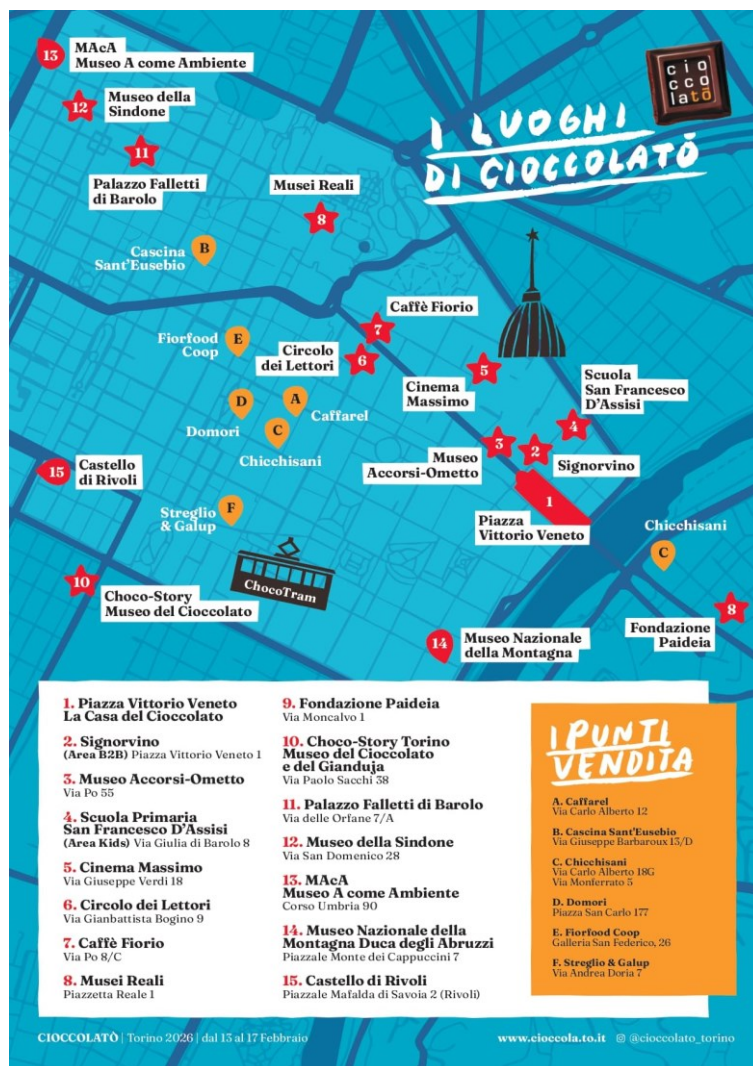 13
MAcA
Museo A come Ambiente
12
Museo della
Sindone
11
Palazzo Falletti
di Barolo
Musei Reali
8
cio
cco
latò
I LUOGHI
DI CIOCCOLATÒ
B
Cascina
Sant'Eusebio
Caffè Fiorio
7
Fiorfood
Coop
E
Circolo
dei Lettori
6
5
Cinema
Massimo
Scuola
San Francesco
D'Assisi
4
D
Domori
A
Caffarel
C
Chicchisani
3
Museo
Accorsi-Ometto
2
Signorvino
15
Castello
di Rivoli
1
Piazza
Vittorio Veneto
Streglio
& Galup
F
Chicchisani
C
ChocoTram
10
Choco-Story
Museo del Cioccolato
8
Fondazione
Paideia
14
Museo Nazionale
della Montagna
1. Piazza Vittorio Veneto
La Casa del Cioccolato
2. Signorvino
(Area B2B) Piazza Vittorio Veneto 1
3. Museo Accorsi-Ometto
Via Po 55
4. Scuola Primaria
San Francesco D'Assisi
(Area Kids) Via Giulia di Barolo 8
5. Cinema Massimo
Via Giuseppe Verdi 18
6. Circolo dei Lettori
Via Gianbattista Bogino 9
7. Caffè Fiorio
Via Po 8/C
8. Musei Reali
Piazzetta Reale 1
9. Fondazione Paideia
Via Moncalvo 1
10. Choco-Story Torino
Museo del Cioccolato
e del Gianduja
Via Paolo Sacchi 38
11. Palazzo Falletti di Barolo
Via delle Orfane 7/A
12. Museo della Sindone
Via San Domenico 28
13. MAcA
Museo A come Ambiente
Corso Umbria 90
14. Museo Nazionale della
Montagna Duca degli Abruzzi
Piazzale Monte dei Cappuccini 7
15. Castello di Rivoli
Piazzale Mafalda di Savoia 2 (Rivoli)
I PUNTI
VENDITA
A. Caffarel
Via Carlo Alberto 12
B. Cascina Sant'Eusebio
Via Giuseppe Barbaroux 13/D
C. Chicchisani
Via Carlo Alberto 18G
Via Monferrato 5
D. Domori
Piazza San Carlo 177
E. Fiorfood Coop
Galleria San Federico, 26
F. Streglio & Galup
Via Andrea Doria 7
CIOCCOLATÒ | Torino 2026 | dal 13 al 17 Febbraio
www.cioccola.to.it @cioccolato_torino